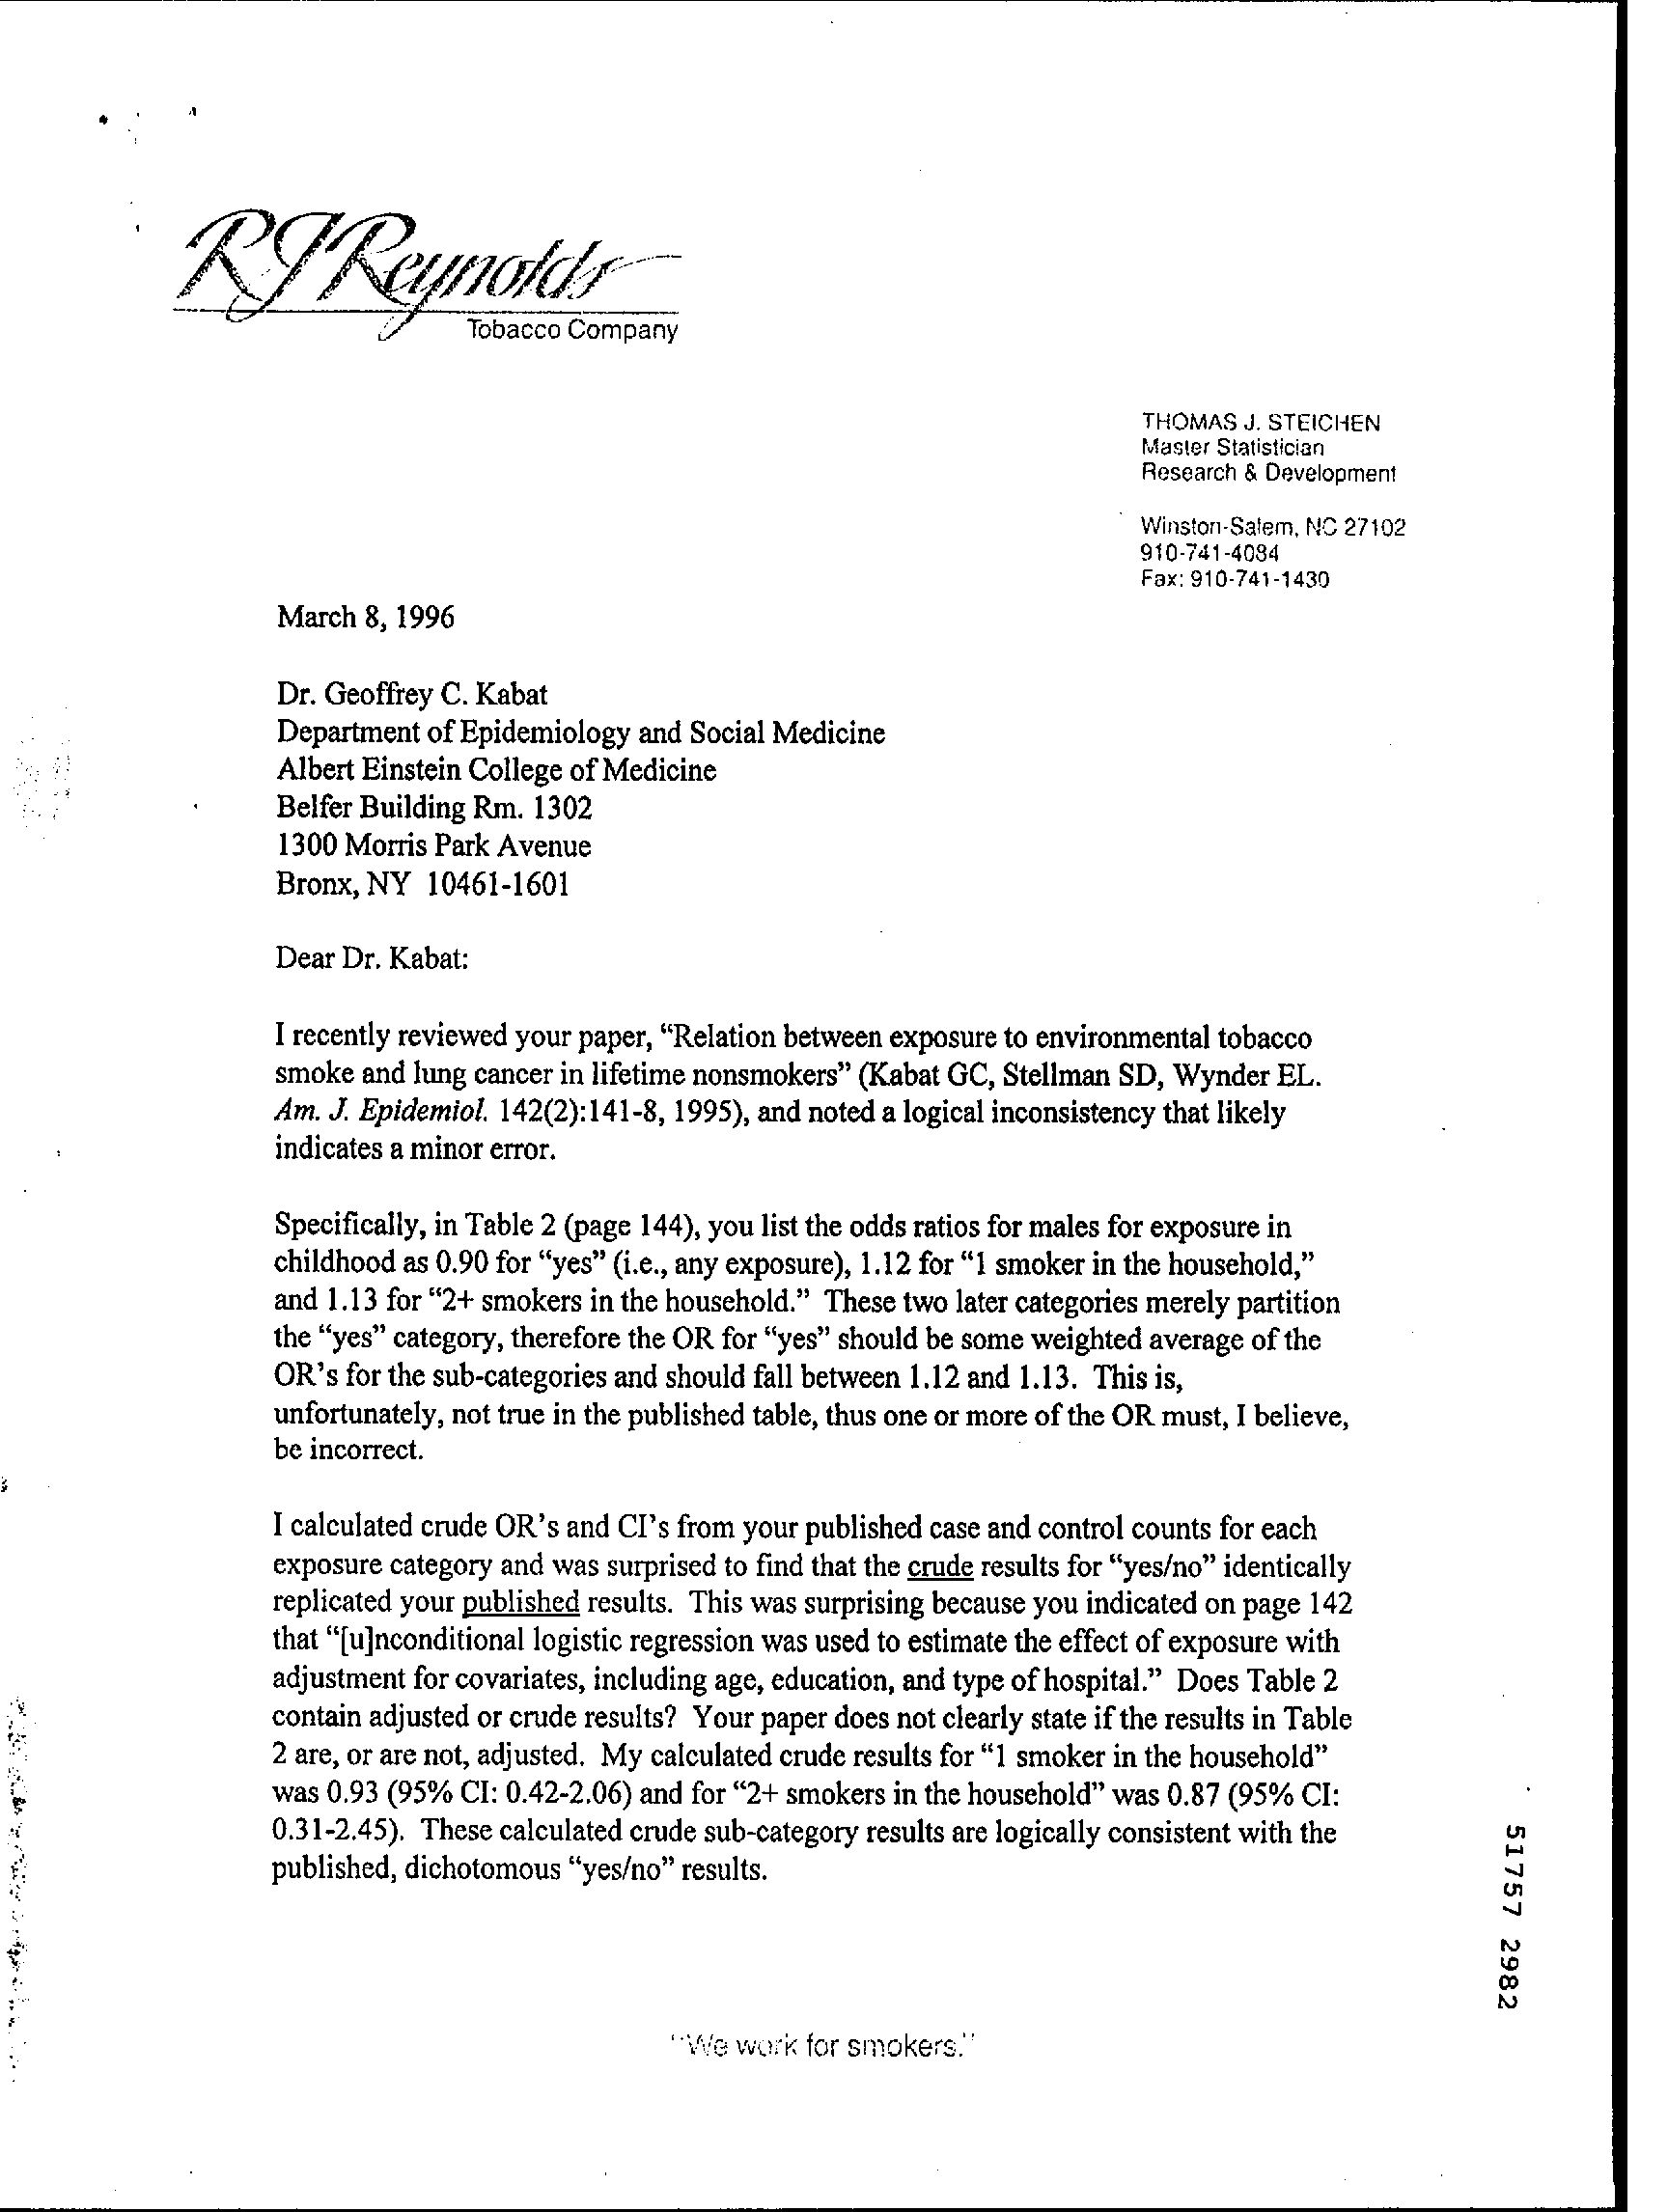 RJReynolds
Tobacco Company
THOMAS J. STEICHEN
Master Statistician
Research & Development
Winston-Salem, NC 27102
910-741-4084
Fax: 910-741-1430
March 8, 1996
Dr. Geoffrey C. Kabat
Department of Epidemiology and Social Medicine
Albert Einstein College of Medicine
Belfer Building Rm. 1302
1300 Morris Park Avenue
Bronx, NY 10461-1601
Dear Dr. Kabat:
I recently reviewed your paper, “Relation between exposure to environmental tobacco
smoke and lung cancer in lifetime nonsmokers” (Kabat GC, Stellman SD, Wynder EL.
Am. J. Epidemiol. 142(2):141-8, 1995), and noted a logical inconsistency that likely
indicates a minor error.
Specifically, in Table 2 (page 144), you list the odds ratios for males for exposure in
childhood as 0.90 for “yes” (i.e., any exposure), 1.12 for “1 smoker in the household,”
and 1.13 for “2+ smokers in the household.” These two later categories merely partition
the “yes” category, therefore the OR for “yes” should be some weighted average of the
OR’s for the sub-categories and should fall between 1.12 and 1.13. This is,
unfortunately, not true in the published table, thus one or more of the OR must, I believe,
be incorrect.
I calculated crude OR’s and CI’s from your published case and control counts for each
exposure category and was surprised to find that the crude results for “yes/no” identically
replicated your published results. This was surprising because you indicated on page 142
that “[u]nconditional logistic regression was used to estimate the effect of exposure with
adjustment for covariates, including age, education, and type of hospital.” Does Table 2
contain adjusted or crude results? Your paper does not clearly state if the results in Table
2 are, or are not, adjusted. My calculated crude results for “1 smoker in the household”
was 0.93 (95% CI: 0.42-2.06) and for “2+ smokers in the household” was 0.87 (95% CI:
0.31-2.45). These calculated crude sub-category results are logically consistent with the
published, dichotomous “yes/no” results.
51757 2982
“We work for smokers.”